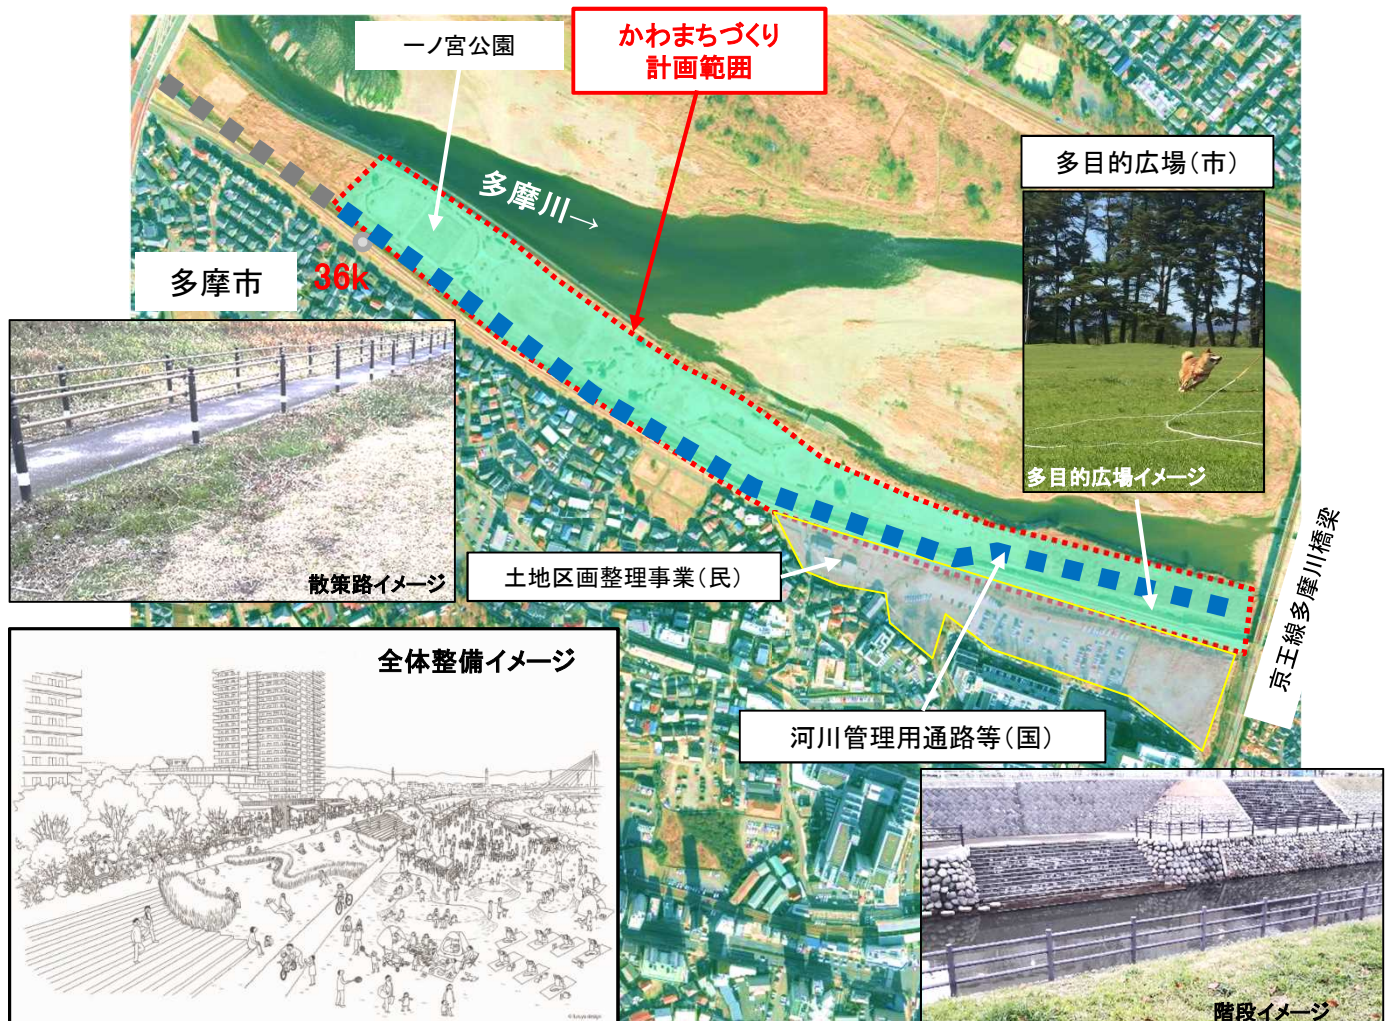 一ノ宮公園
かわまちづくり
計画範囲
多目的広場(市)
多摩川→
多摩市
36k
多目的広場イメージ
散策路イメージ
土地区画整理事業(民)
京王線多摩川橋梁
全体整備イメージ
河川管理用通路等(国)
階段イメージ